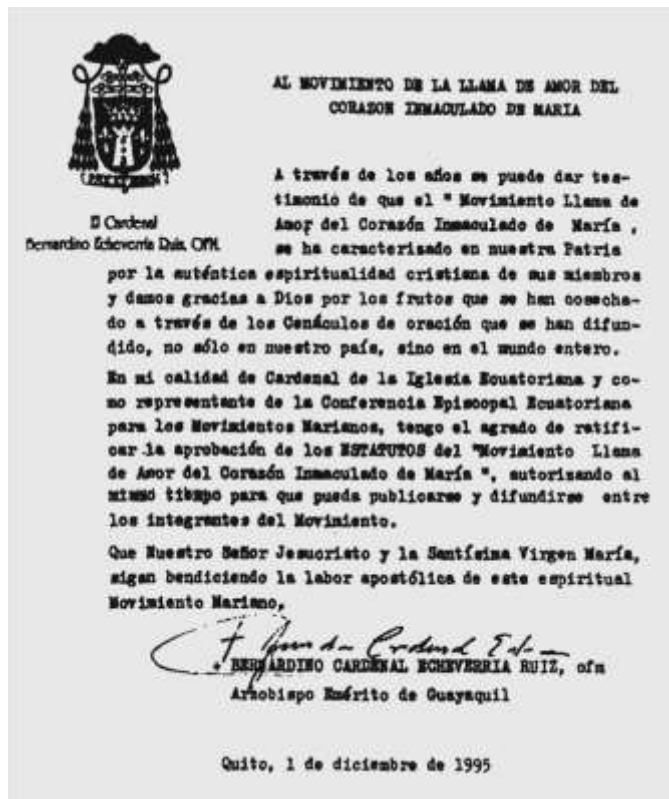 AL MOVIMIENTO DE LA LLAMA DE AMOR DEL
CORAZON INMACULADO DE MARIA
El Cardenal
Bernardino Echeverría Ruiz, OFM.
A través de los años se puede dar tes-
timonio de que el " Movimiento Llama de
Amor del Corazón Inmaculado de María ,
se ha caracterizado en nuestra Patria
por la auténtica espiritualidad cristiana de sus miembros
y damos gracias a Dios por los frutos que se han cosecha-
do a través de los Cenáculos de oración que se han difun-
dido, no sólo en nuestro país, sino en el mundo entero.
En mi calidad de Cardenal de la Iglesia Ecuatoriana y co-
mo representante de la Conferencia Episcopal Ecuatoriana
para los Movimientos Marianos, tengo el agrado de ratifi-
car la aprobación de los ESTATUTOS del "Movimiento Llama
de Amor del Corazón Inmaculado de María ", autorizando al
mismo tiempo para que pueda publicarse y difundirse entre
los integrantes del Movimiento.
Que Nuestro Señor Jesucristo y la Santísima Virgen María,
sigan bendiciendo la labor apostólica de este espiritual
Movimiento Mariano,
+ BERNARDINO CARDENAL ECHEVERRIA RUIZ, ofm
Arzobispo Emérito de Guayaquil
Quito, 1 de diciembre de 1995